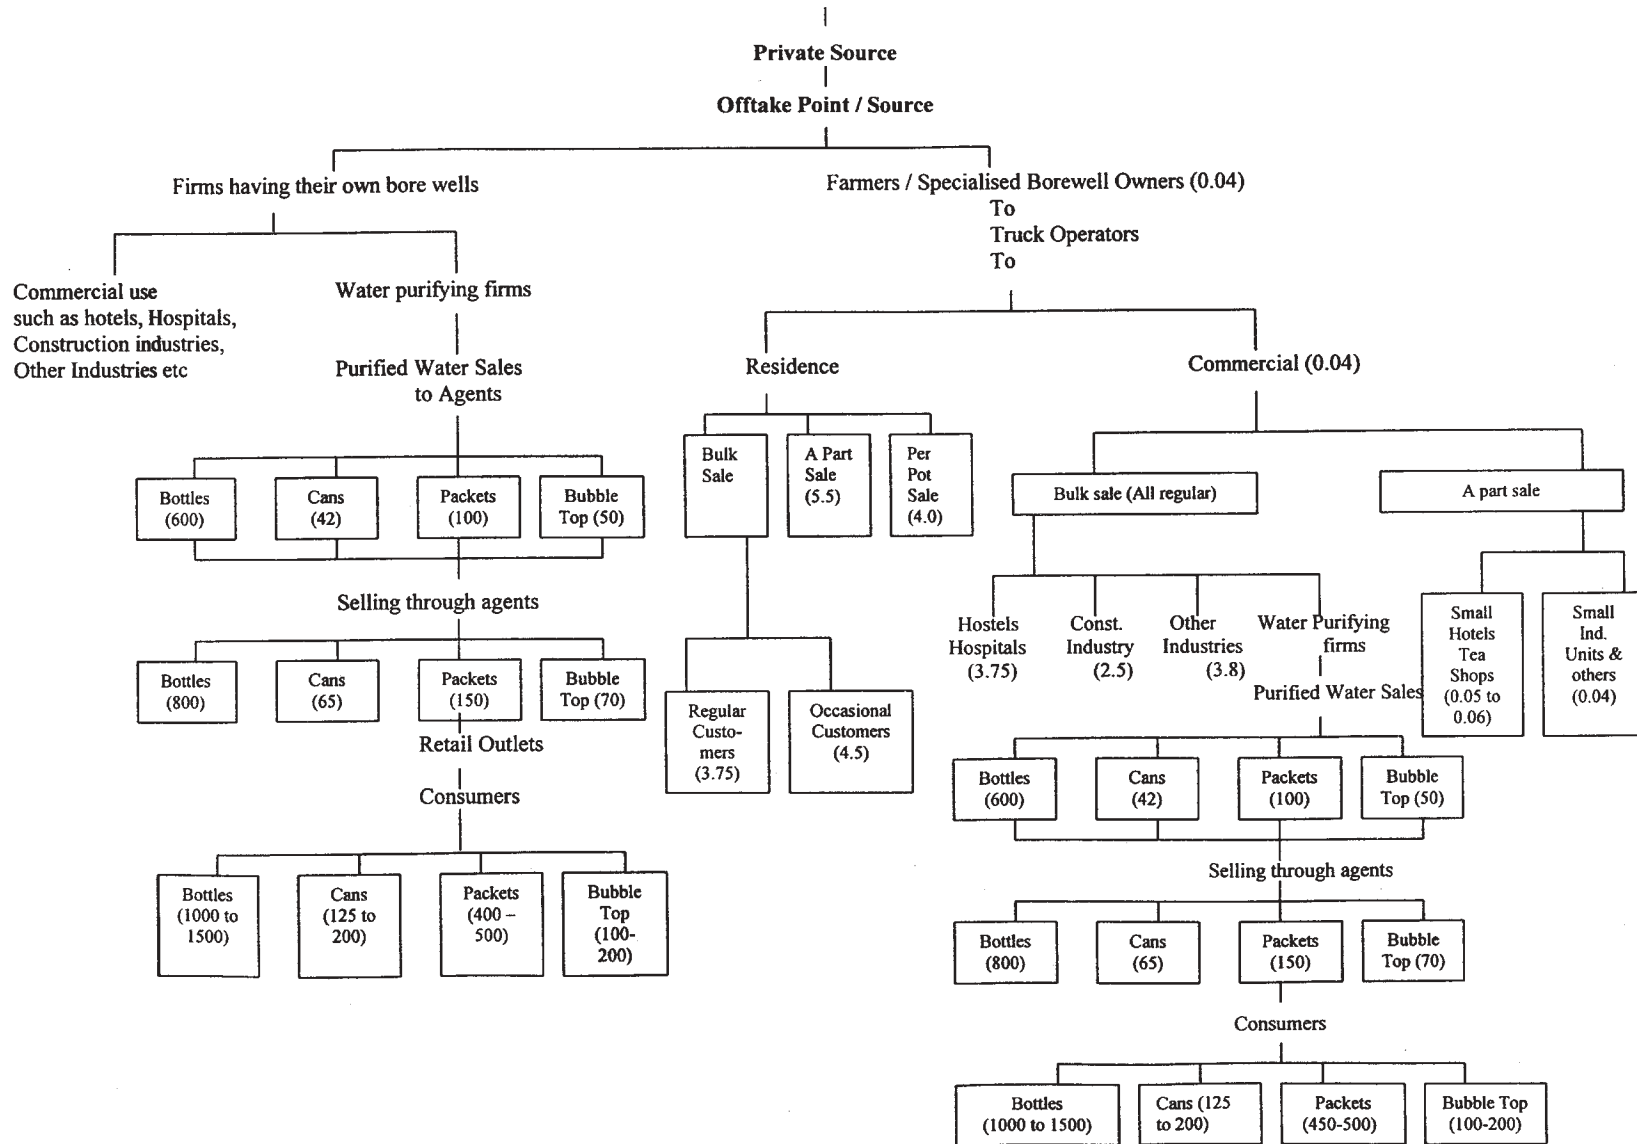 Private Source
Offtake Point / Source
Firms having their own bore wells
Farmers / Specialised Borewell Owners (0.04)
To
Truck Operators
To
Commercial use
such as hotels, Hospitals,
Construction industries,
Other Industries etc
Water purifying firms
Purified Water Sales
to Agents
Bottles
(600)
Cans
(42)
Packets
(100)
Bubble
Top (50)
Selling through agents
Bottles
(800)
Cans
(65)
Packets
(150)
Bubble
Top (70)
Retail Outlets
Consumers
Bottles
(1000 to
1500)
Cans
(125 to
200)
Packets
(400 –
500)
Bubble
Top
(100-
200)
Residence
Bulk
Sale
A Part
Sale
(5.5)
Per
Pot
Sale
(4.0)
Regular
Custo-
mers
(3.75)
Occasional
Customers
(4.5)
Commercial (0.04)
Bulk sale (All regular)
A part sale
Hostels
Hospitals
(3.75)
Const.
Industry
(2.5)
Other
Industries
(3.8)
Water Purifying
firms
Purified Water Sales
Small
Hotels
Tea
Shops
(0.05 to
0.06)
Small
Ind.
Units &
others
(0.04)
Bottles
(600)
Cans
(42)
Packets
(100)
Bubble
Top (50)
Selling through agents
Bottles
(800)
Cans
(65)
Packets
(150)
Bubble
Top (70)
Consumers
Bottles
(1000 to 1500)
Cans (125
to 200)
Packets
(450-500)
Bubble Top
(100-200)